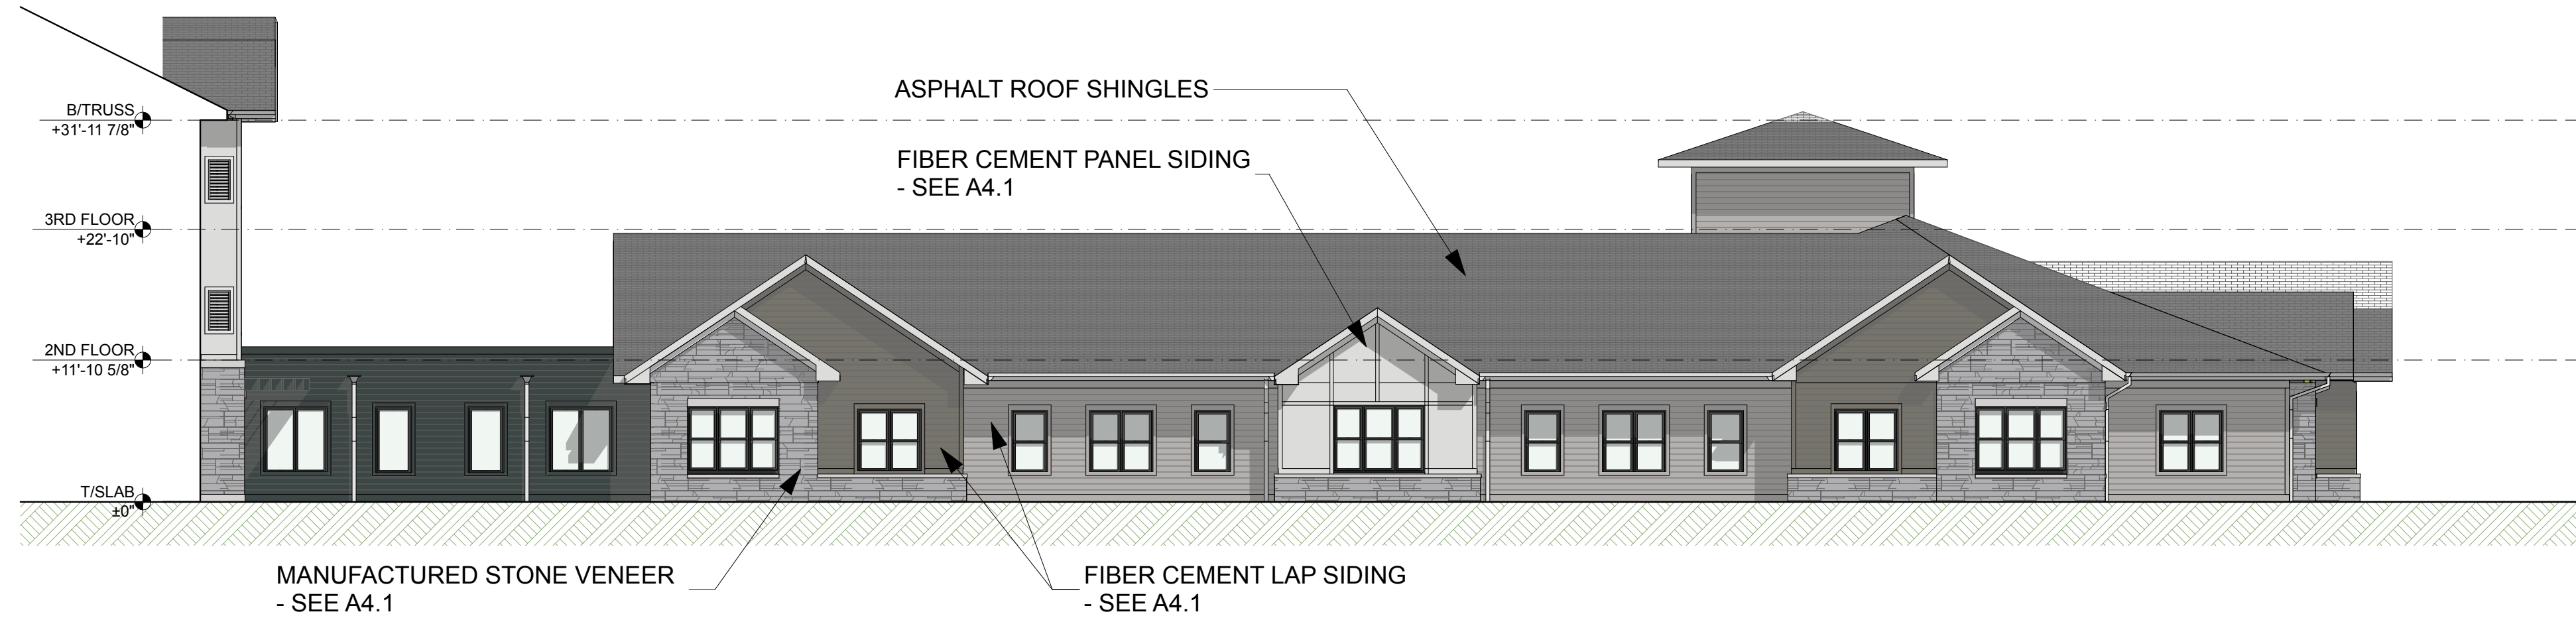 ASPHALT ROOF SHINGLES
B/TRUSS
+31'-11 7/8"
FIBER CEMENT PANEL SIDING
- SEE A4.1
3RD FLOOR
+22'-10"
2ND FLOOR
+11'-10 5/8"
T/SLAB
±0"
MANUFACTURED STONE VENEER
- SEE A4.1
FIBER CEMENT LAP SIDING
- SEE A4.1